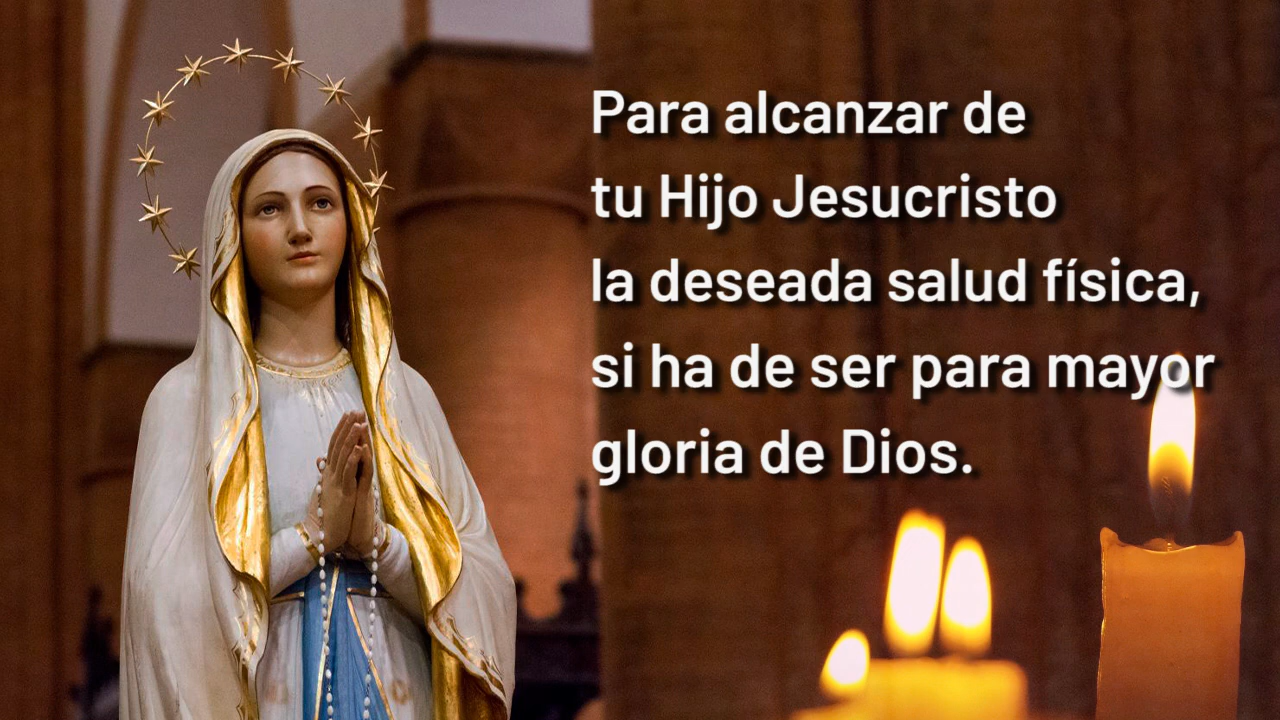 Para alcanzar de
tu Hijo Jesucristo
la deseada salud física,
si ha de ser para mayor
gloria de Dios.